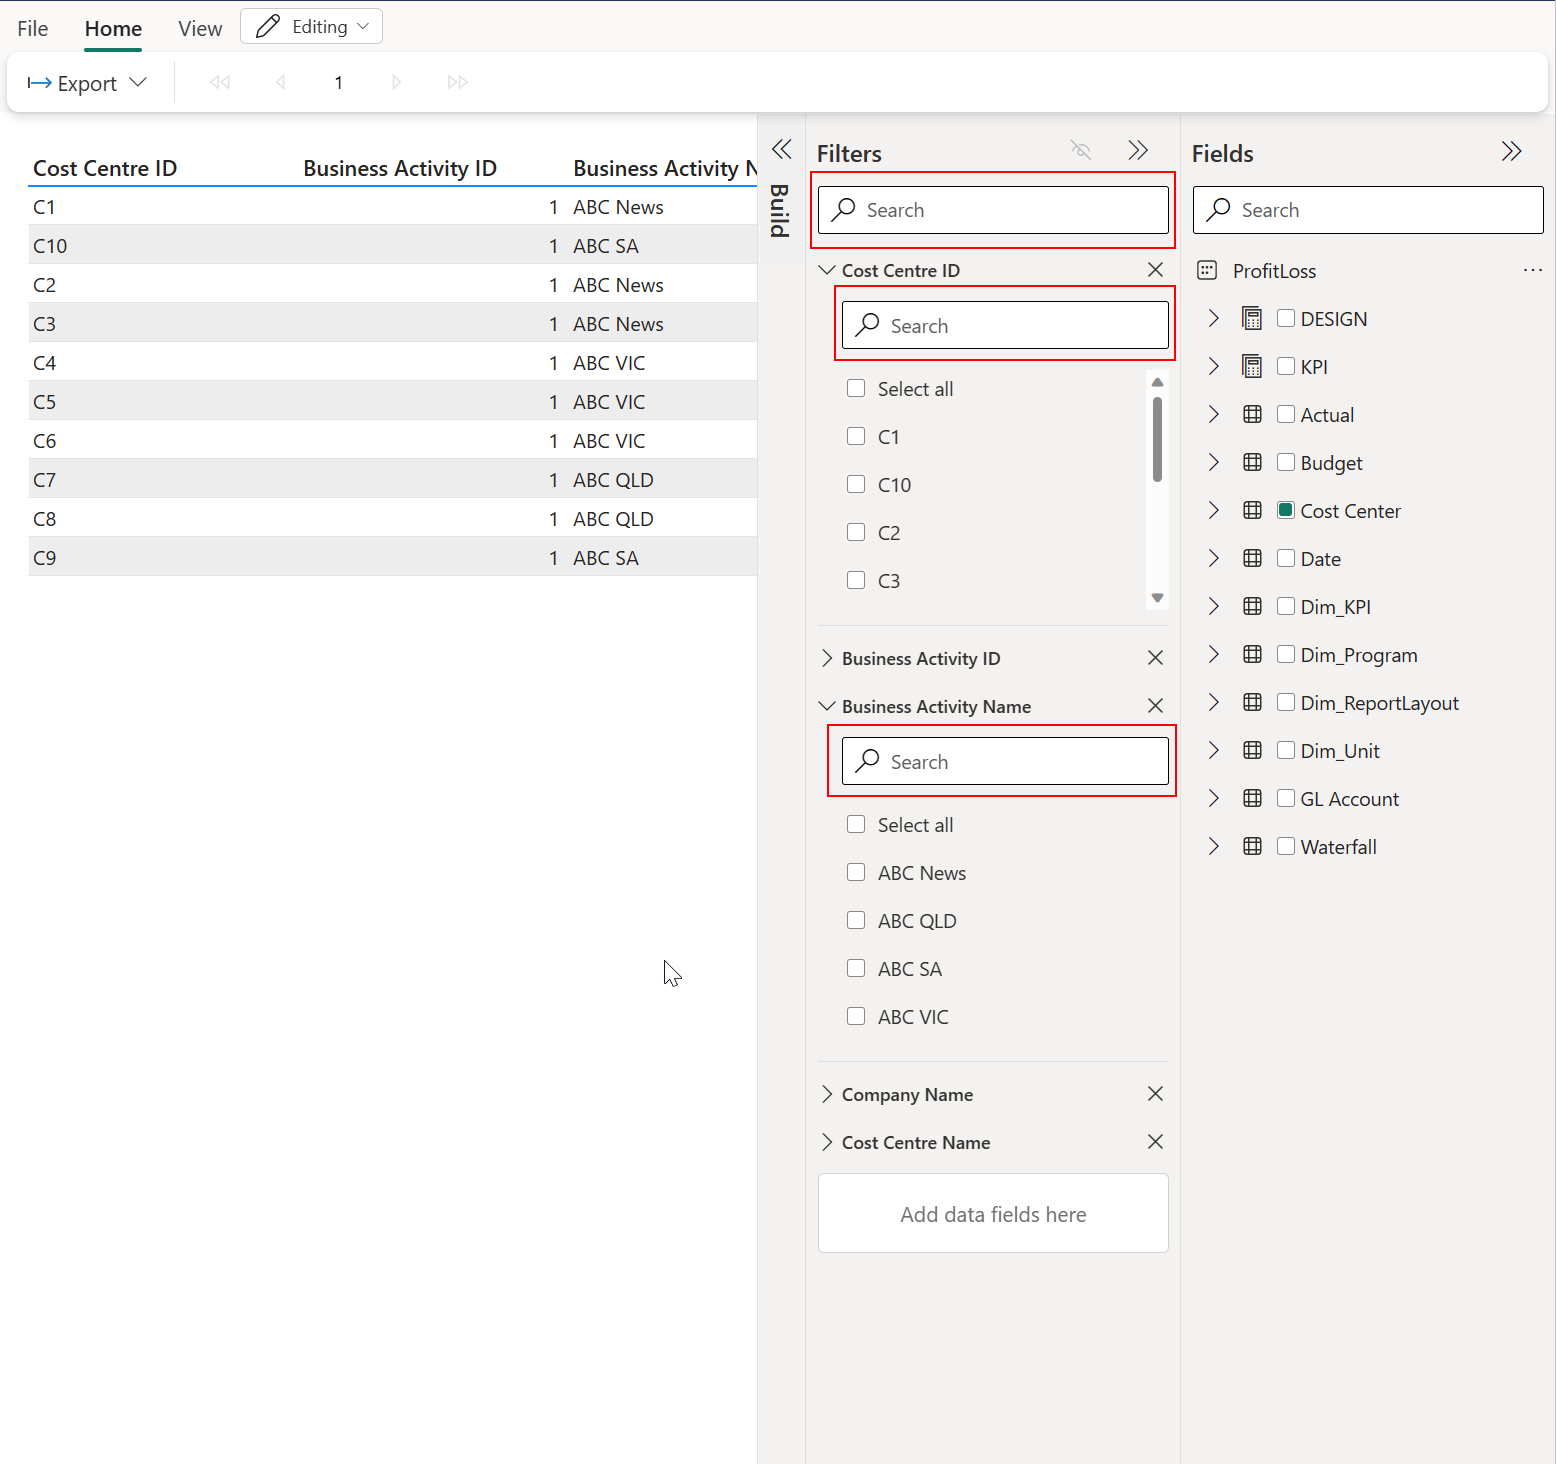 File Home View Editing
Export 1
Cost Centre ID Business Activity ID Business Activity N
C1 1 ABC News
C10 1 ABC SA
C2 1 ABC News
C3 1 ABC News
C4 1 ABC VIC
C5 1 ABC VIC
C6 1 ABC VIC
C7 1 ABC QLD
C8 1 ABC QLD
C9 1 ABC SA
Build
Filters
Search
Cost Centre ID
Search
Select all
C1
C10
C2
C3
Business Activity ID
Business Activity Name
Search
Select all
ABC News
ABC QLD
ABC SA
ABC VIC
Company Name
Cost Centre Name
Add data fields here
Fields
Search
ProfitLoss ...
DESIGN
KPI
Actual
Budget
Cost Center
Date
Dim_KPI
Dim_Program
Dim_ReportLayout
Dim_Unit
GL Account
Waterfall